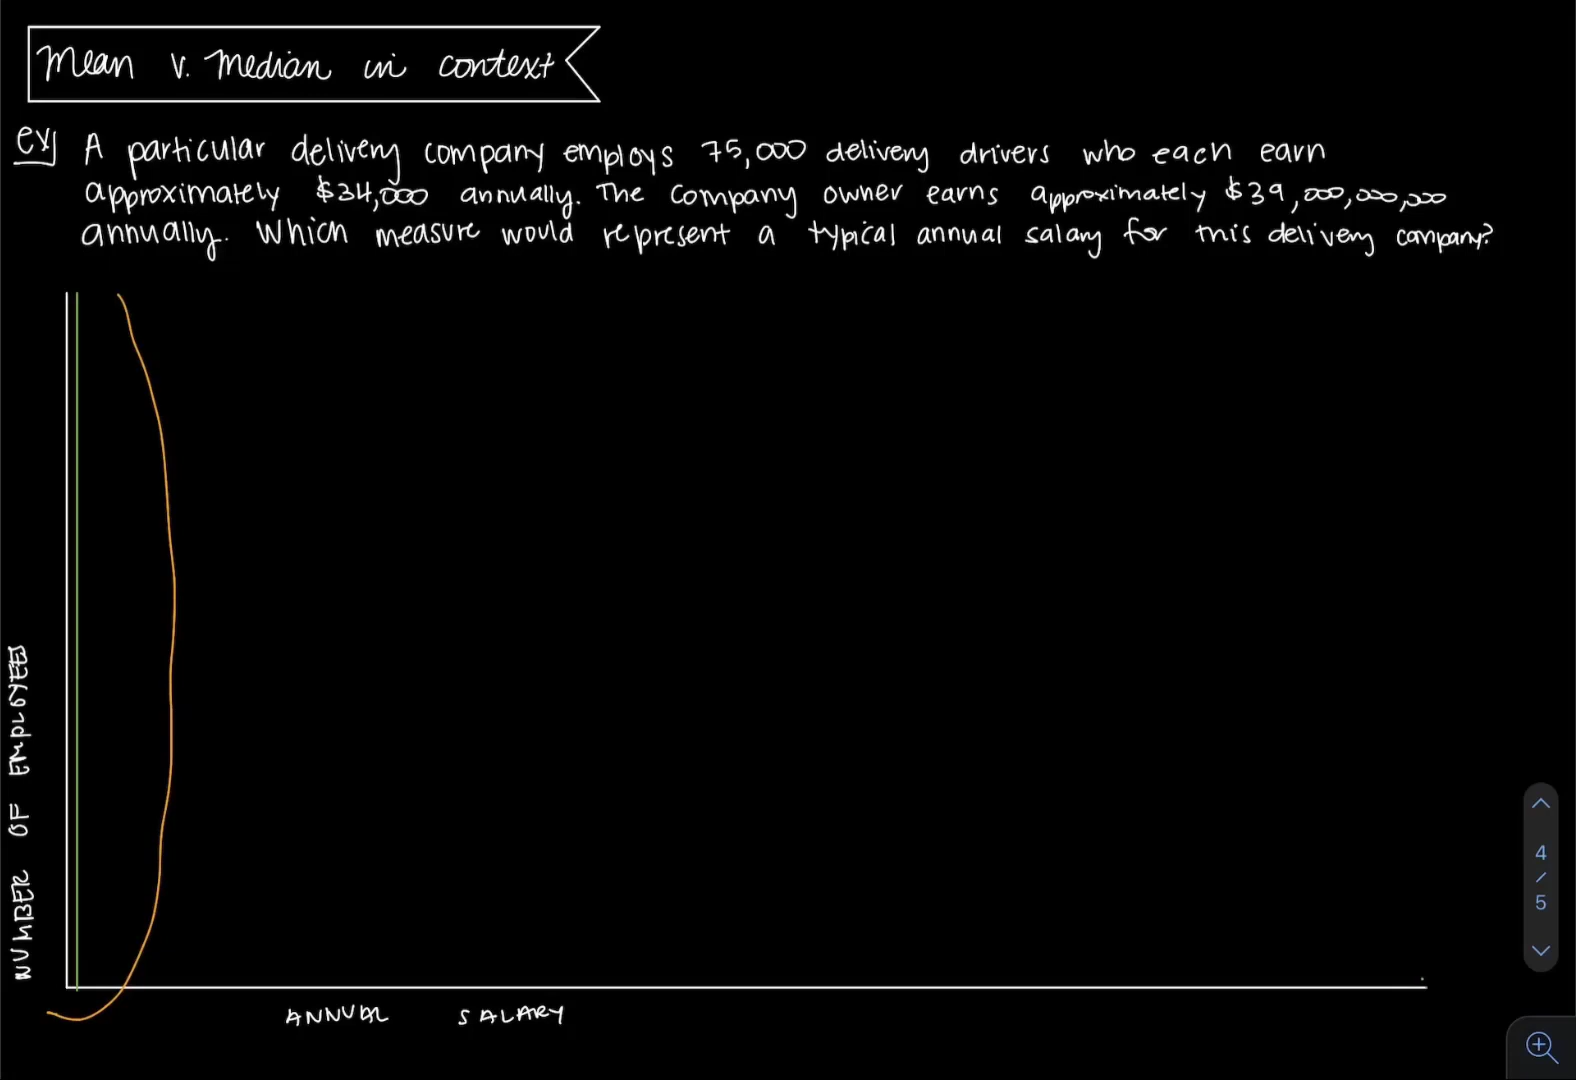 Mean v. Median in context
ex) A particular delivery company employs 75,000 delivery drivers who each earn
approximately $34,000 annually. The company owner earns approximately $39,000,000,000
annually. Which measure would represent a typical annual salary for this delivery company?
NUMBER OF EMPLOYEES
ANNUAL SALARY
4
/
5